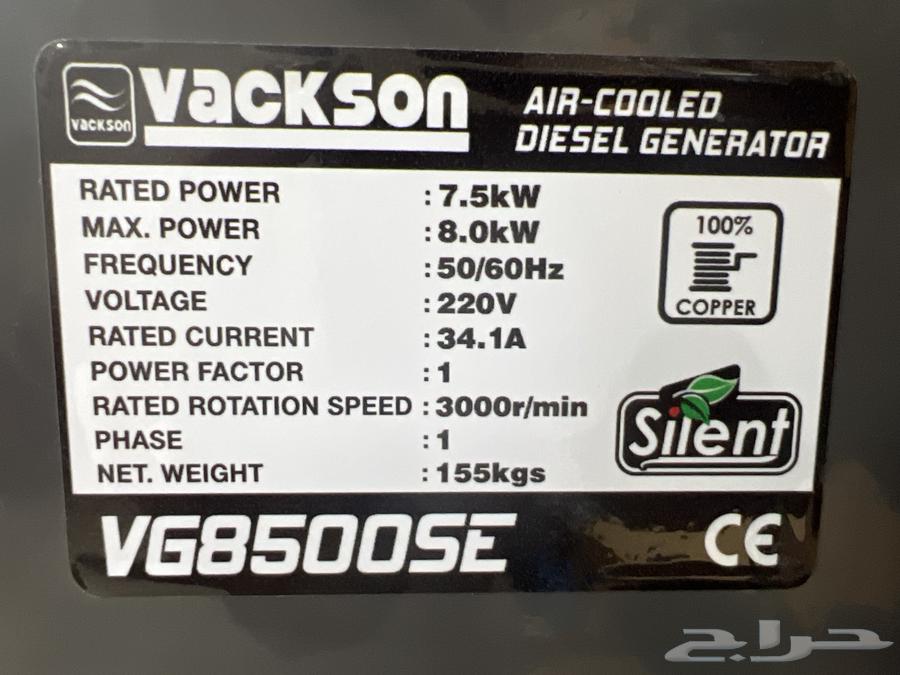 vackson
vackson
AIR-COOLED
DIESEL GENERATOR
RATED POWER : 7.5kW
MAX. POWER : 8.0kW
FREQUENCY : 50/60Hz
VOLTAGE : 220V
RATED CURRENT : 34.1A
POWER FACTOR : 1
RATED ROTATION SPEED : 3000r/min
PHASE : 1
NET. WEIGHT : 155kgs
100%
COPPER
Silent
VG8500SE
CE
حراج